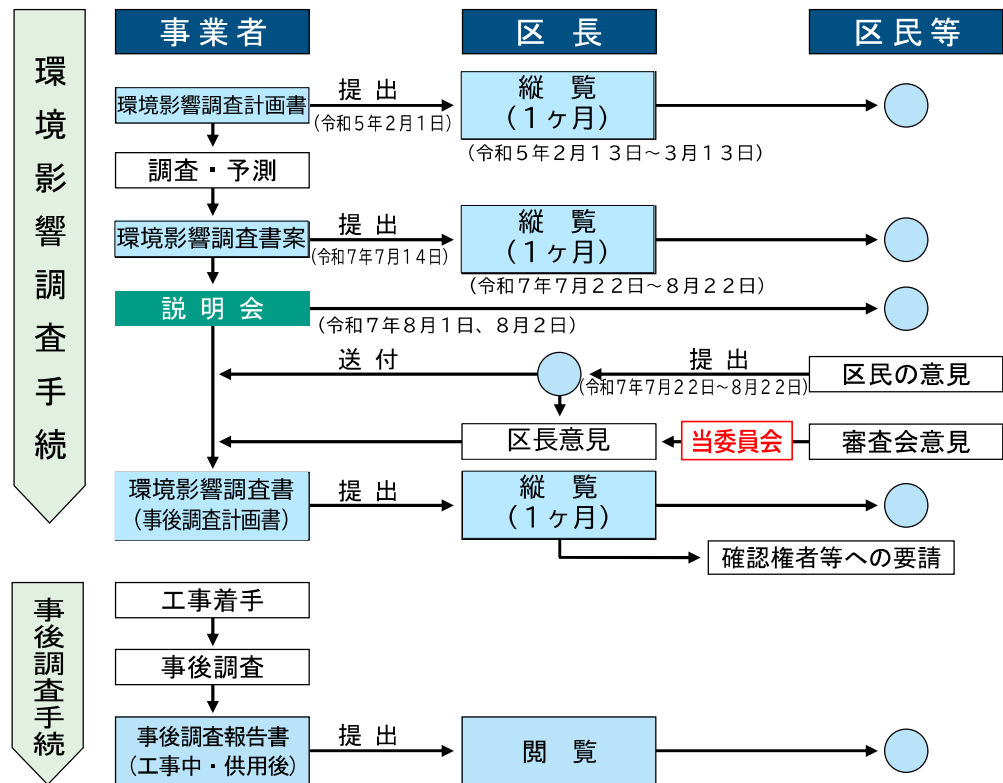 事業者
区長
区民等
環境影響調査手続
環境影響調査計画書
提出
(令和5年2月1日)
縦覧
(1ヶ月)
(令和5年2月13日～3月13日)
調査・予測
環境影響調査書案
提出
(令和7年7月14日)
縦覧
(1ヶ月)
(令和7年7月22日～8月22日)
説明会
(令和7年8月1日、8月2日)
送付
提出
(令和7年7月22日～8月22日)
区民の意見
区長意見
当委員会
審査会意見
環境影響調査書
(事後調査計画書)
提出
縦覧
(1ヶ月)
確認権者等への要請
事後調査手続
工事着手
事後調査
事後調査報告書
(工事中・供用後)
提出
閲覧